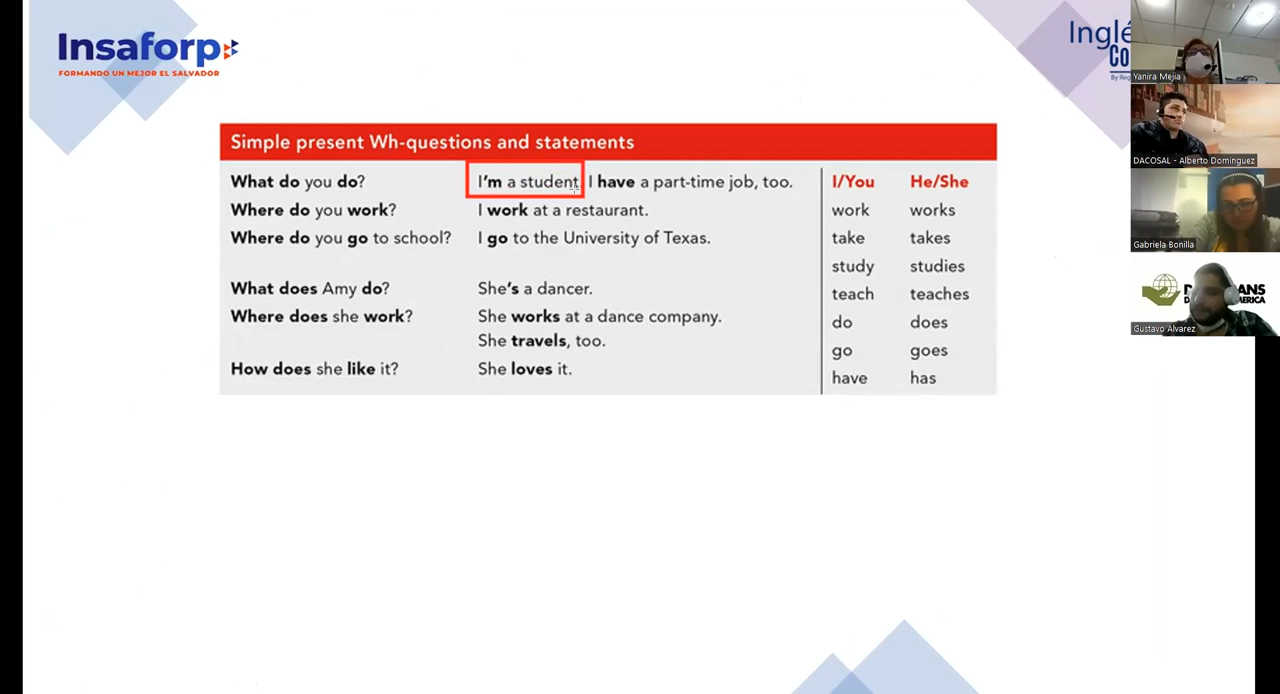 Insaforp
FORMANDO UN MEJOR EL SALVADOR
Simple present Wh-questions and statements
What do you do? I'm a student. I have a part-time job, too.
Where do you work? I work at a restaurant.
Where do you go to school? I go to the University of Texas.
What does Amy do? She's a dancer.
Where does she work? She works at a dance company.
She travels, too.
How does she like it? She loves it.
I/You He/She
work works
take takes
study studies
teach teaches
do does
go goes
have has
Yanira Mejia
DACOSAL - Alberto Dominguez
Gabriela Bonilla
Gustavo Alvarez